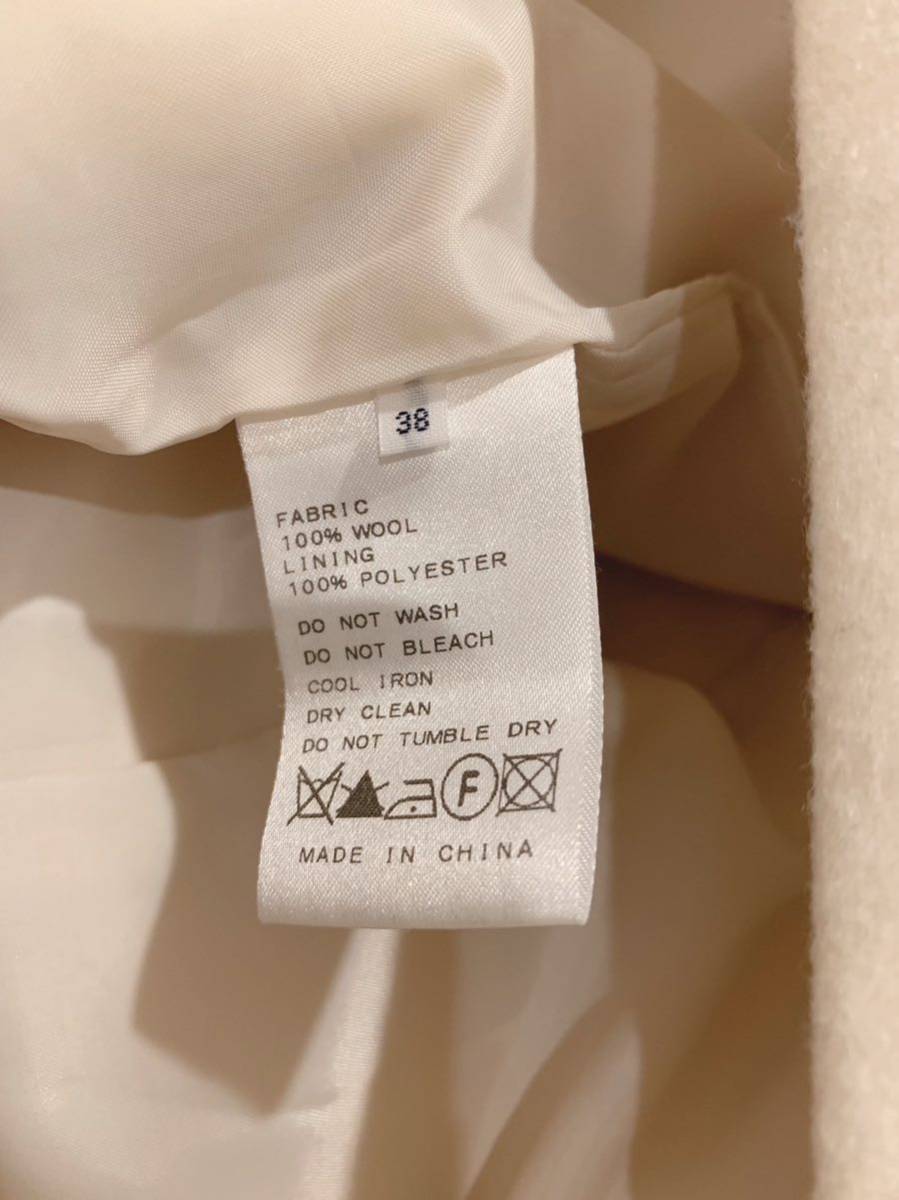 38
FABRIC
100% WOOL
LINING
100% POLYESTER
DO NOT WASH
DO NOT BLEACH
COOL IRON
DRY CLEAN
DO NOT TUMBLE DRY
F
MADE IN CHINA